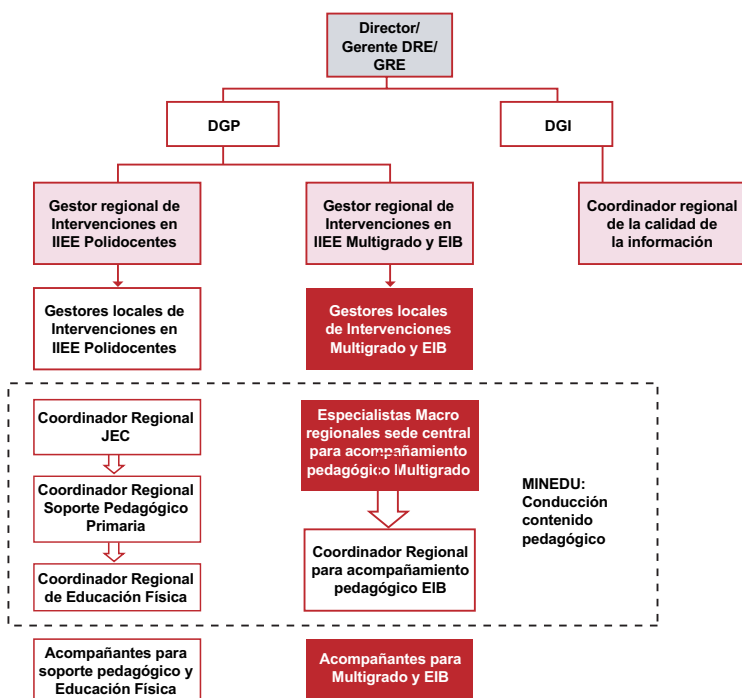 Director/
Gerente DRE/
GRE
DGP
DGI
Gestor regional de
Intervenciones en
IIEE Polidocentes
Gestor regional de
Intervenciones en
IIEE Multigrado y EIB
Coordinador regional
de la calidad de
la información
Gestores locales de
Intervenciones en
IIEE Polidocentes
Gestores locales
de Intervenciones
Multigrado y EIB
Coordinador Regional
JEC
Especialistas Macro
regionales sede central
para acompañamiento
pedagógico Multigrado
Coordinador Regional
Soporte Pedagógico
Primaria
MINEDU:
Conducción
contenido
pedagógico
Coordinador Regional
para acompañamiento
pedagógico EIB
Coordinador Regional
de Educación Física
Acompañantes para
soporte pedagógico y
Educación Física
Acompañantes para
Multigrado y EIB